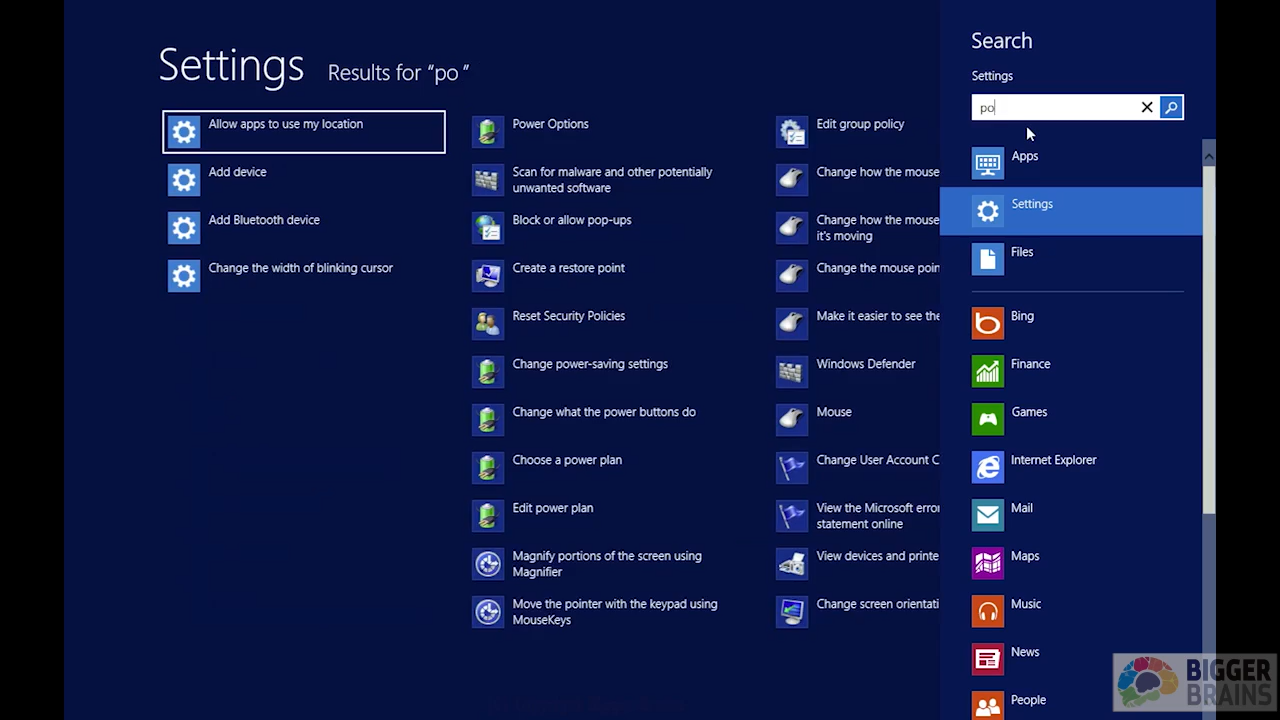 Settings Results for “po ”
Allow apps to use my location
Add device
Add Bluetooth device
Change the width of blinking cursor
Power Options
Scan for malware and other potentially
unwanted software
Block or allow pop-ups
Create a restore point
Reset Security Policies
Change power-saving settings
Change what the power buttons do
Choose a power plan
Edit power plan
Magnify portions of the screen using
Magnifier
Move the pointer with the keypad using
MouseKeys
Edit group policy
Change how the mouse
Change how the mouse
it's moving
Change the mouse poin
Make it easier to see the
Windows Defender
Mouse
Change User Account C
View the Microsoft error
statement online
View devices and printe
Change screen orientati
Search
Settings
po
Apps
Settings
Files
Bing
Finance
Games
Internet Explorer
Mail
Maps
Music
News
People
BIGGER
BRAINS